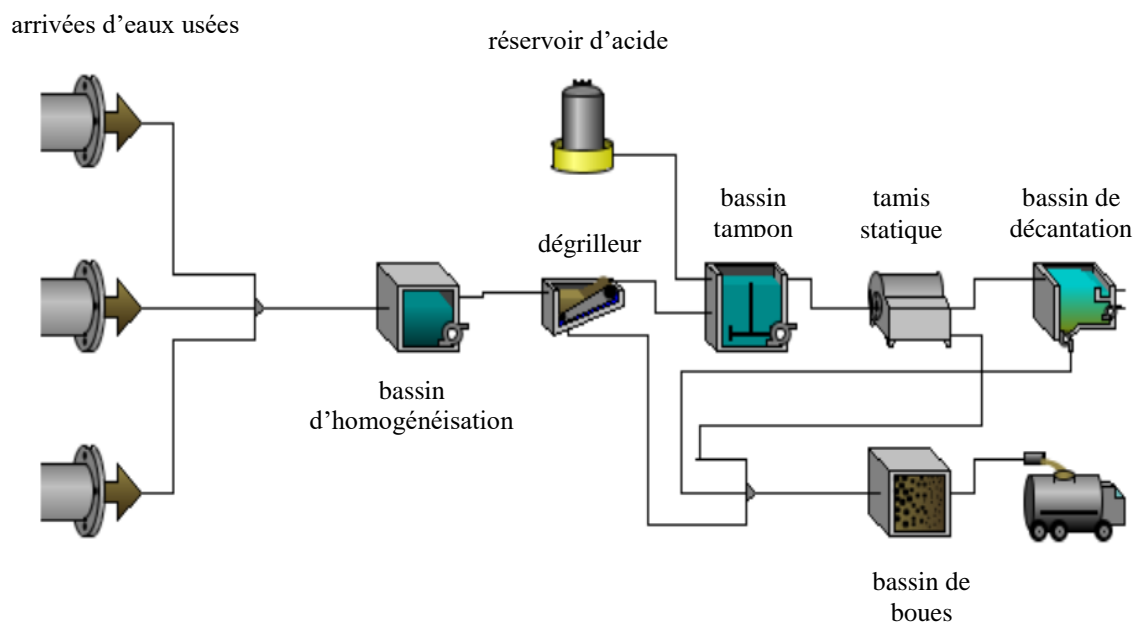 arrivées d'eaux usées
réservoir d'acide
bassin
tampon
tamis
statique
bassin de
décantation
dégrilleur
bassin
d'homogénéisation
bassin de
boues